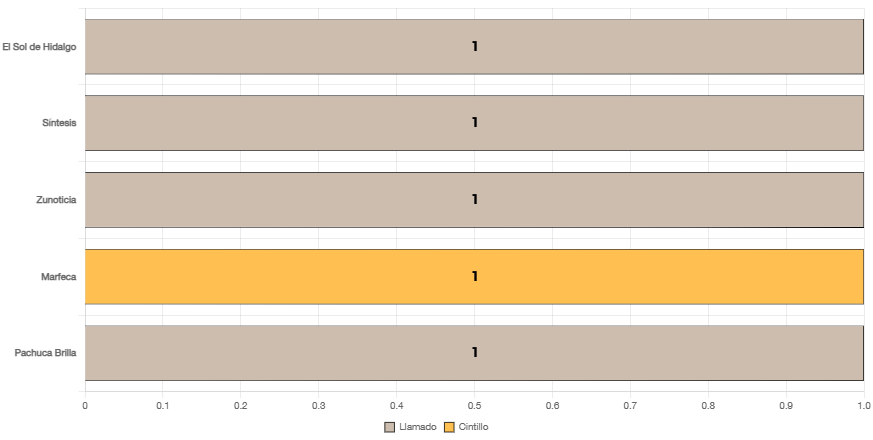 El Sol de Hidalgo
1
Síntesis
1
Zunoticia
1
Marfeca
1
Pachuca Brilla
1
0 0.1 0.2 0.3 0.4 0.5 0.6 0.7 0.8 0.9 1.0
Llamado Cintillo